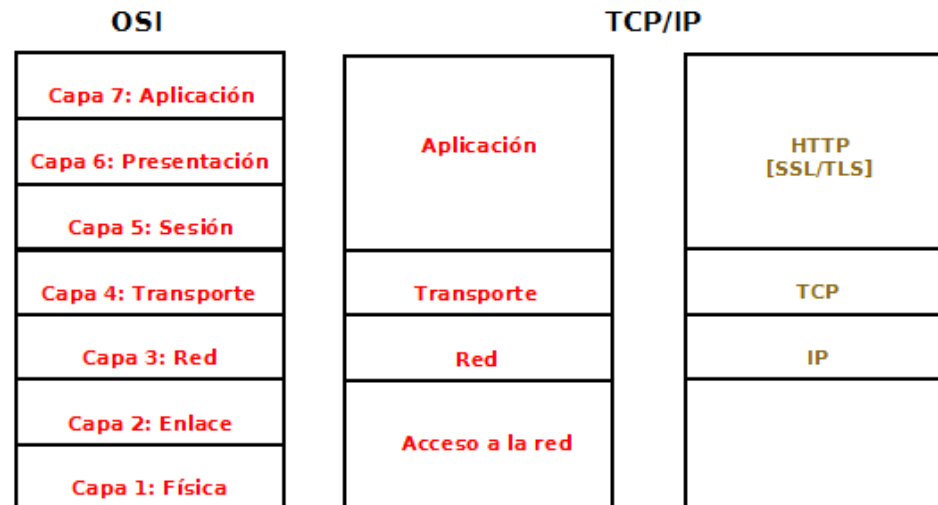 OSI
TCP/IP
Capa 7: Aplicación
Capa 6: Presentación
Capa 5: Sesión
Capa 4: Transporte
Capa 3: Red
Capa 2: Enlace
Capa 1: Física
Aplicación
Transporte
Red
Acceso a la red
HTTP
[SSL/TLS]
TCP
IP